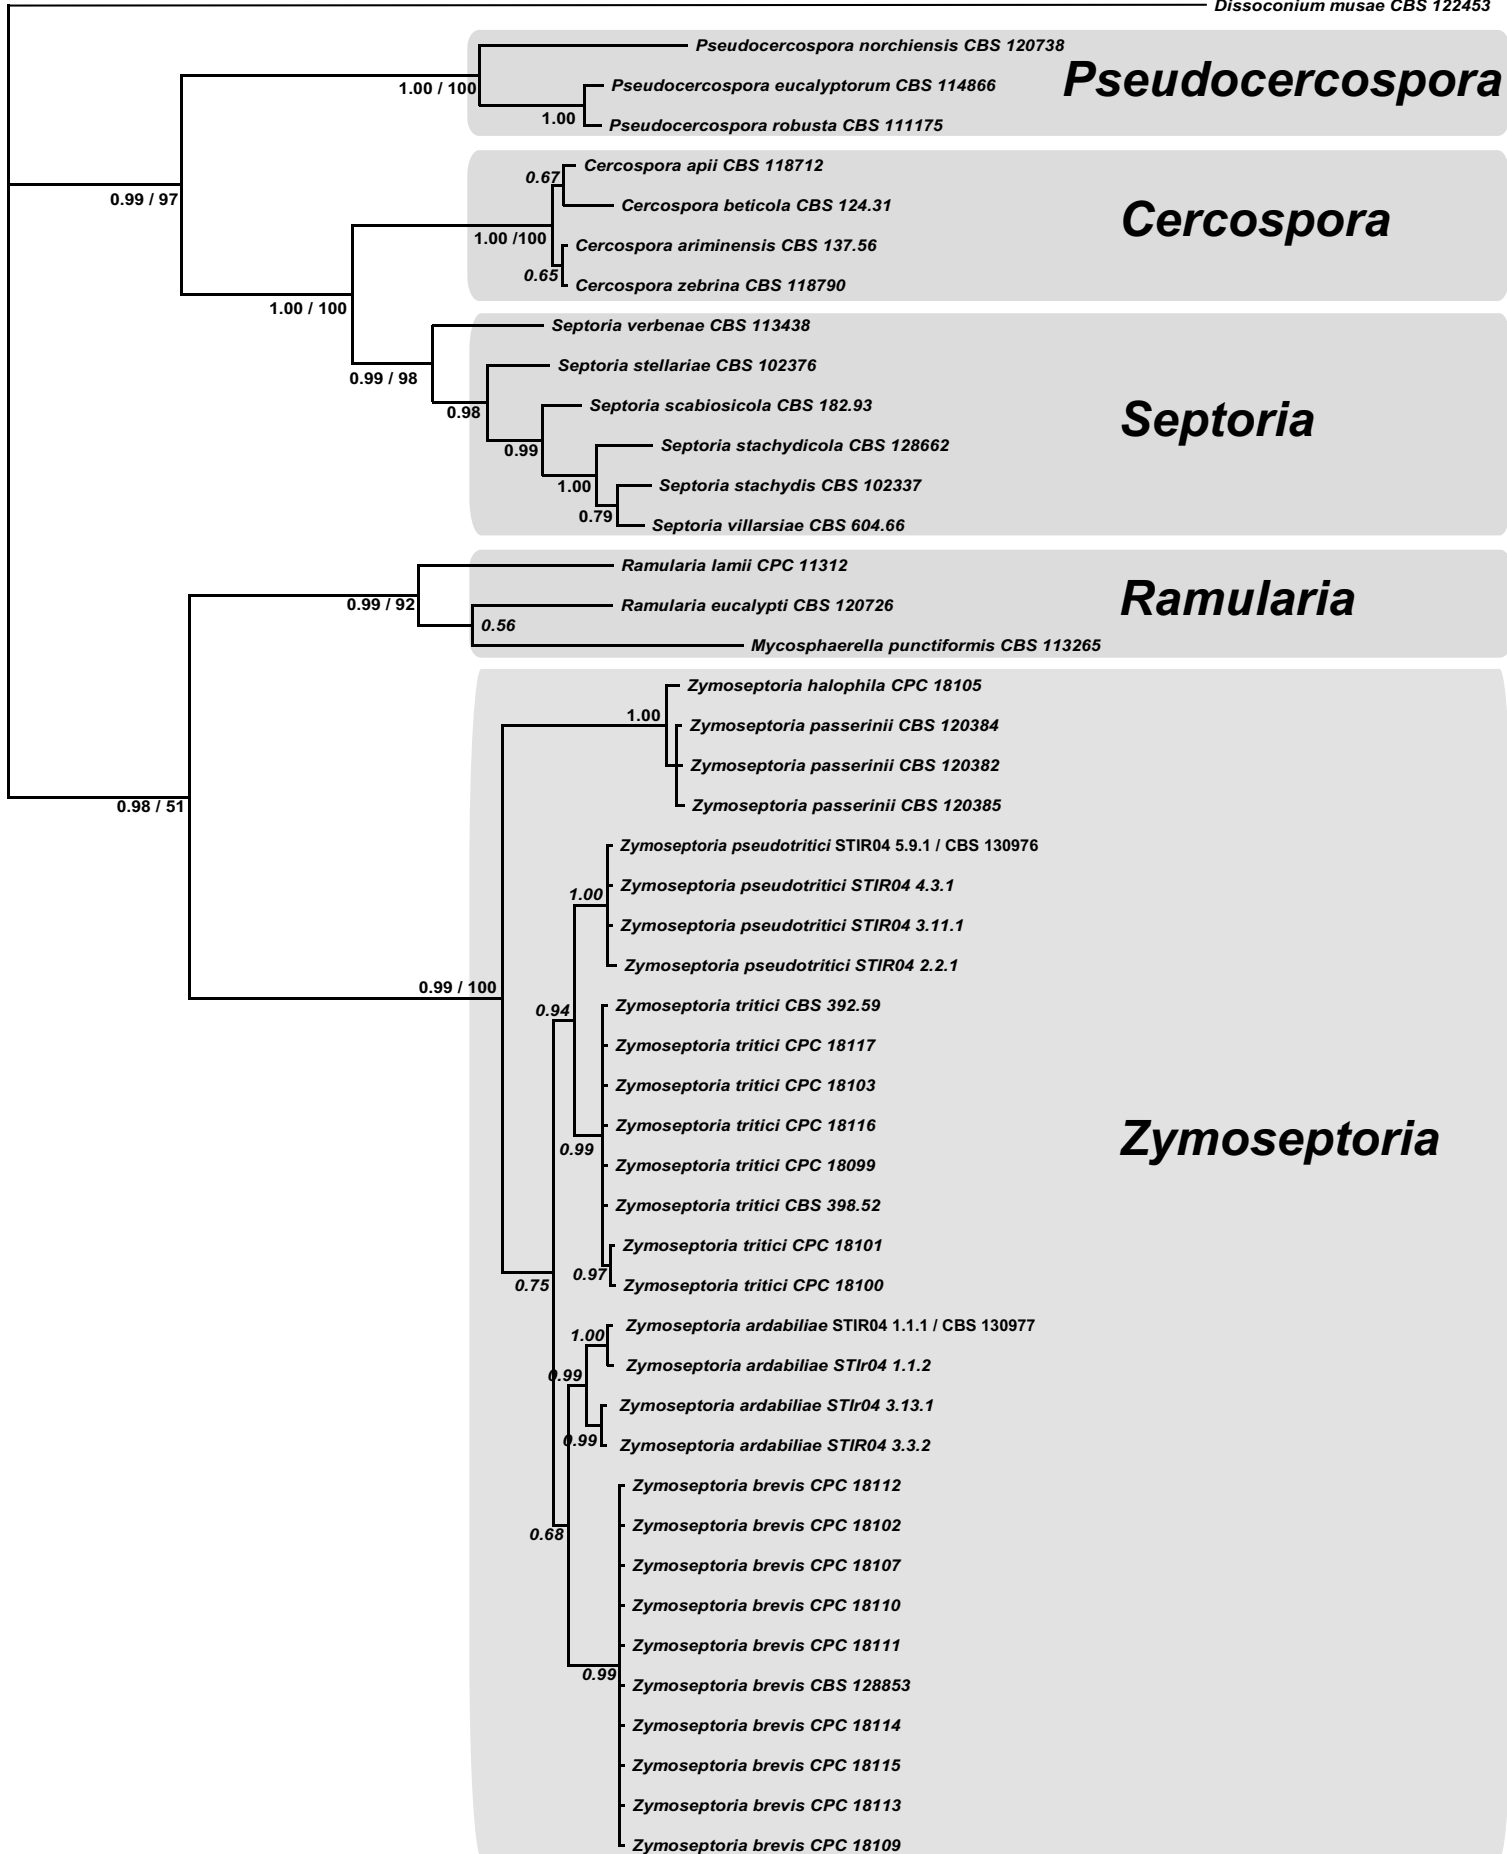 Dissoconium musae CBS 122453
Pseudocercospora norchiensis CBS 120738
Pseudocercospora
1.00 / 100
Pseudocercospora eucalyptorum CBS 114866
1.00
Pseudocercospora robusta CBS 111175
Cercospora apii CBS 118712
0.67
0.99 / 97
Cercospora beticola CBS 124.31
Cercospora
1.00 /100
Cercospora ariminensis CBS 137.56
0.65
Cercospora zebrina CBS 118790
1.00 / 100
Septoria verbenae CBS 113438
Septoria stellariae CBS 102376
0.99 / 98
Septoria scabiosicola CBS 182.93
0.98
Septoria
Septoria stachydicola CBS 128662
0.99
Septoria stachydis CBS 102337
1.00
0.79
Septoria villarsiae CBS 604.66
Ramularia lamii CPC 11312
Ramularia
0.99 / 92
Ramularia eucalypti CBS 120726
0.56
Mycosphaerella punctiformis CBS 113265
Zymoseptoria halophila CPC 18105
1.00
Zymoseptoria passerinii CBS 120384
Zymoseptoria passerinii CBS 120382
0.98 / 51
Zymoseptoria passerinii CBS 120385
Zymoseptoria pseudotritici STIR04 5.9.1 / CBS 130976
Zymoseptoria pseudotritici STIR04 4.3.1
1.00
Zymoseptoria pseudotritici STIR04 3.11.1
Zymoseptoria pseudotritici STIR04 2.2.1
0.99 / 100
Zymoseptoria tritici CBS 392.59
0.94
Zymoseptoria tritici CPC 18117
Zymoseptoria tritici CPC 18103
Zymoseptoria tritici CPC 18116
Zymoseptoria
0.99
Zymoseptoria tritici CPC 18099
Zymoseptoria tritici CBS 398.52
Zymoseptoria tritici CPC 18101
0.97
0.75
Zymoseptoria tritici CPC 18100
Zymoseptoria ardabiliae STIR04 1.1.1 / CBS 130977
1.00
Zymoseptoria ardabiliae STIr04 1.1.2
0.99
Zymoseptoria ardabiliae STIr04 3.13.1
0.99
Zymoseptoria ardabiliae STIR04 3.3.2
Zymoseptoria brevis CPC 18112
Zymoseptoria brevis CPC 18102
0.68
Zymoseptoria brevis CPC 18107
Zymoseptoria brevis CPC 18110
Zymoseptoria brevis CPC 18111
0.99
Zymoseptoria brevis CBS 128853
Zymoseptoria brevis CPC 18114
Zymoseptoria brevis CPC 18115
Zymoseptoria brevis CPC 18113
Zymoseptoria brevis CPC 18109